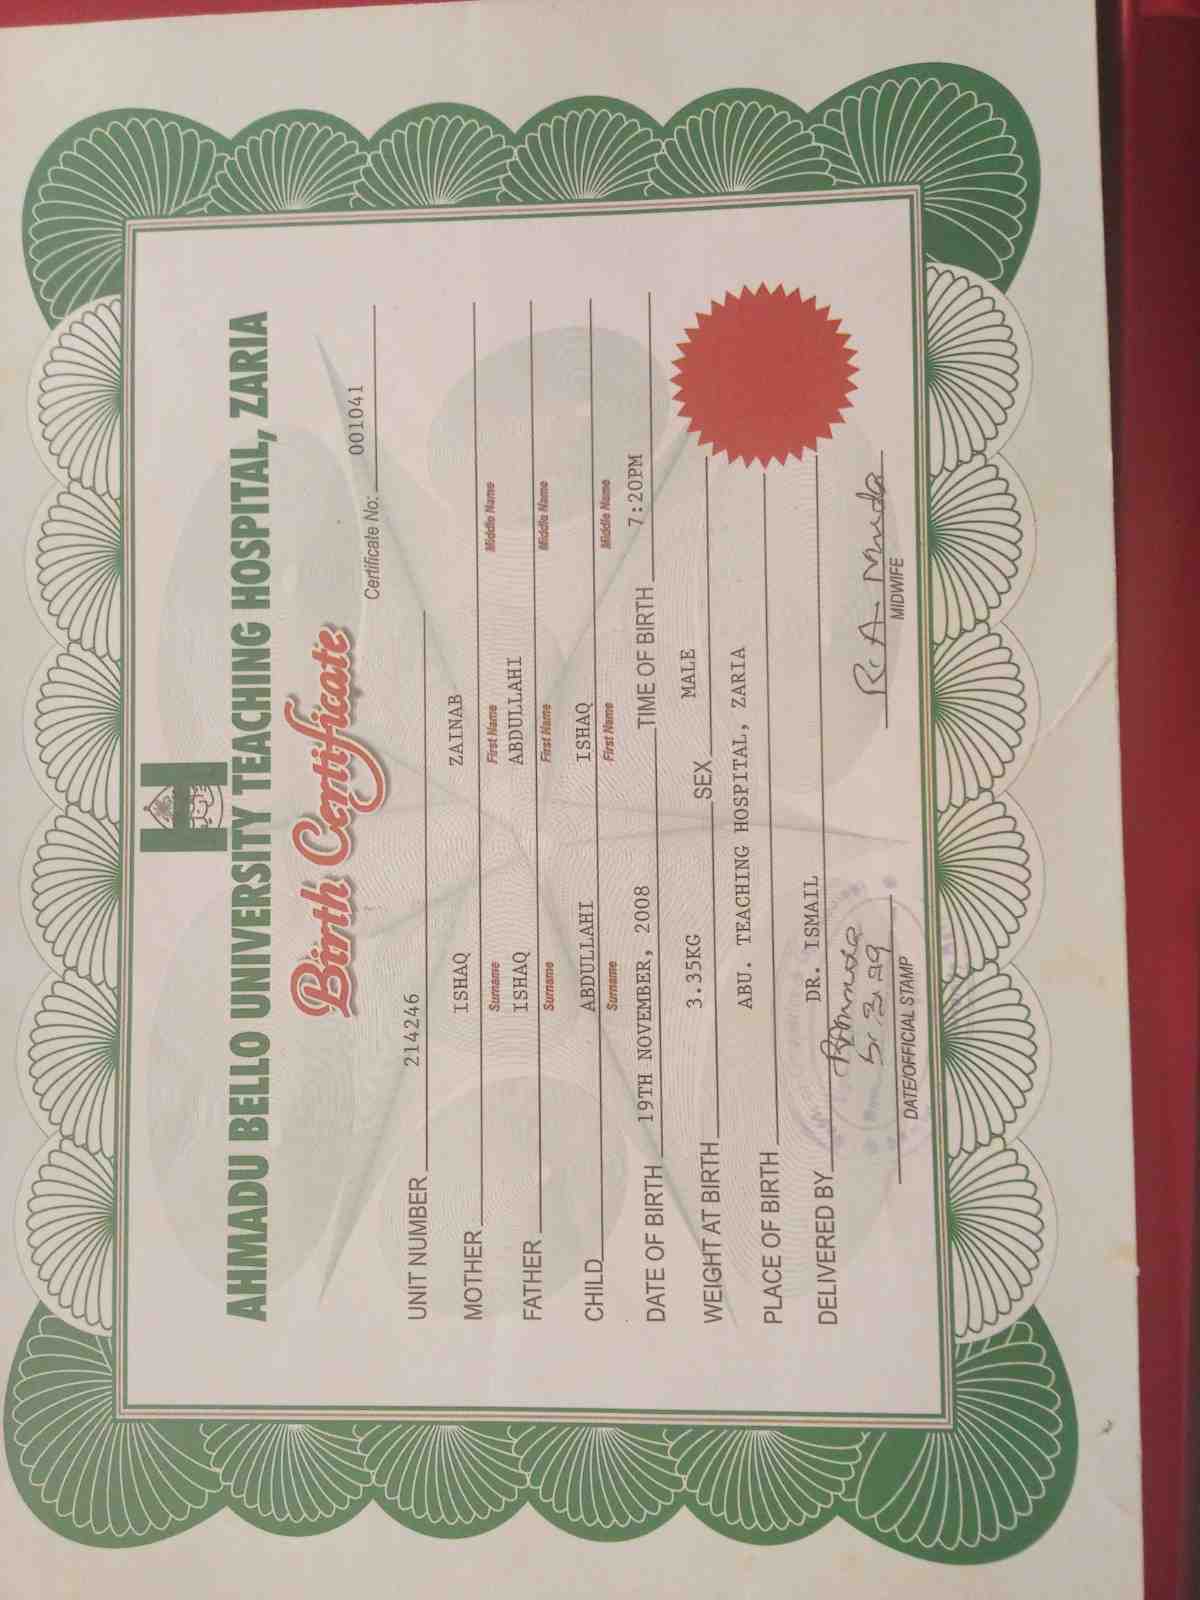 AHMADU BELLO UNIVERSITY TEACHING HOSPITAL, ZARIA
Birth Certificate
Certificate No: 001041
UNIT NUMBER 214246
MOTHER ISHAQ ZAINAB
Surname First Name Middle Name
FATHER ISHAQ ABDULLAHI
Surname First Name Middle Name
CHILD ABDULLAHI ISHAQ
Surname First Name Middle Name
DATE OF BIRTH 19TH NOVEMBER, 2008 TIME OF BIRTH 7:20PM
WEIGHT AT BIRTH 3.35KG SEX MALE
PLACE OF BIRTH ABU. TEACHING HOSPITAL, ZARIA
DELIVERED BY DR. ISMAIL
DATE/OFFICIAL STAMP MIDWIFE